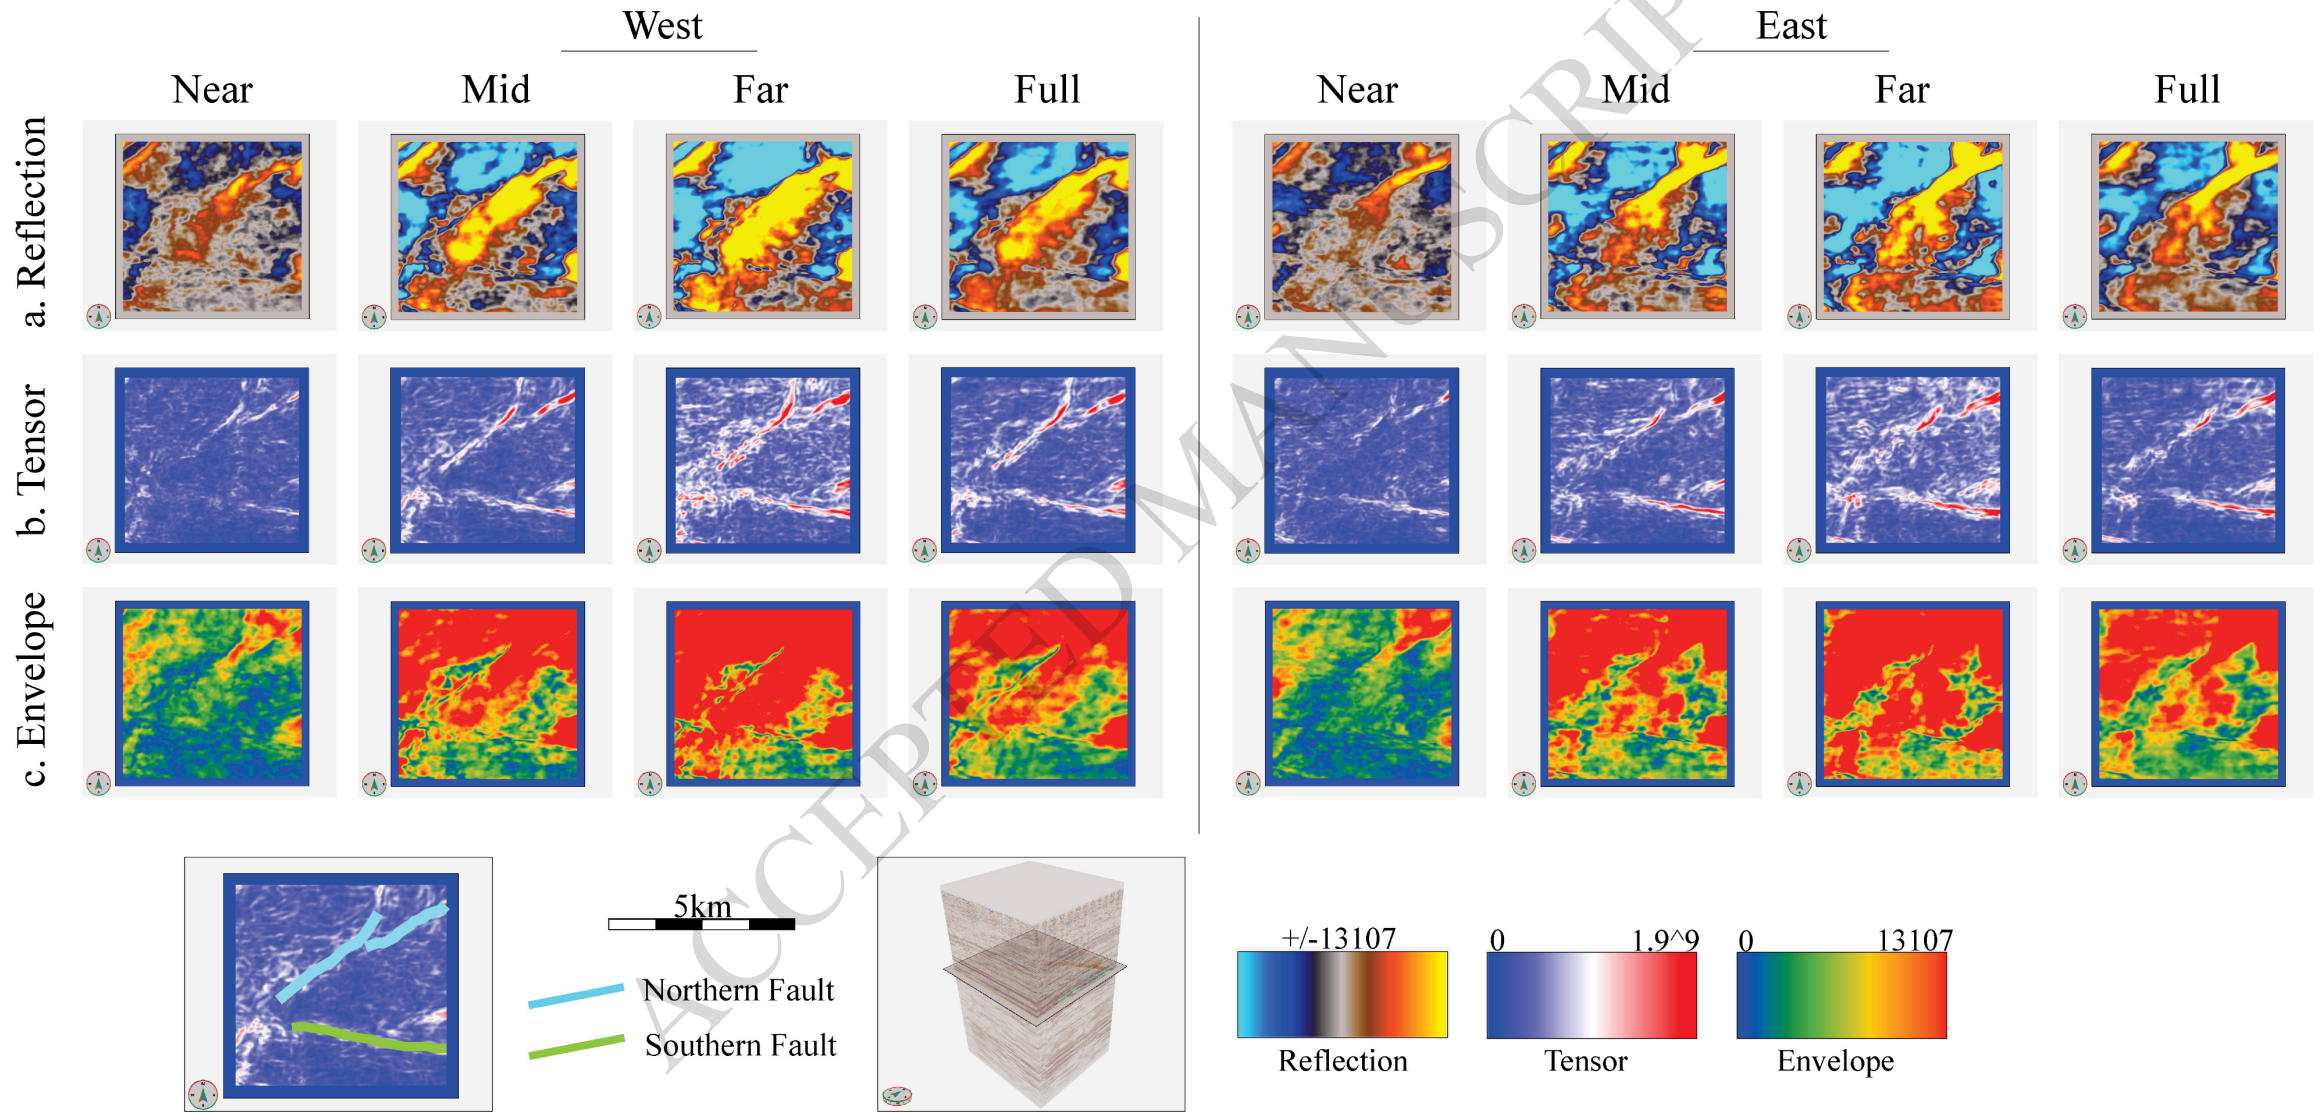 West East
Near Mid Far Full Near Mid Far Full
a. Reflection
b. Tensor
c. Envelope
5km
Northern Fault
Southern Fault
+/-13107
Reflection
0 1.9^9
Tensor
0 13107
Envelope
ACCEPTED MANUSCRIP